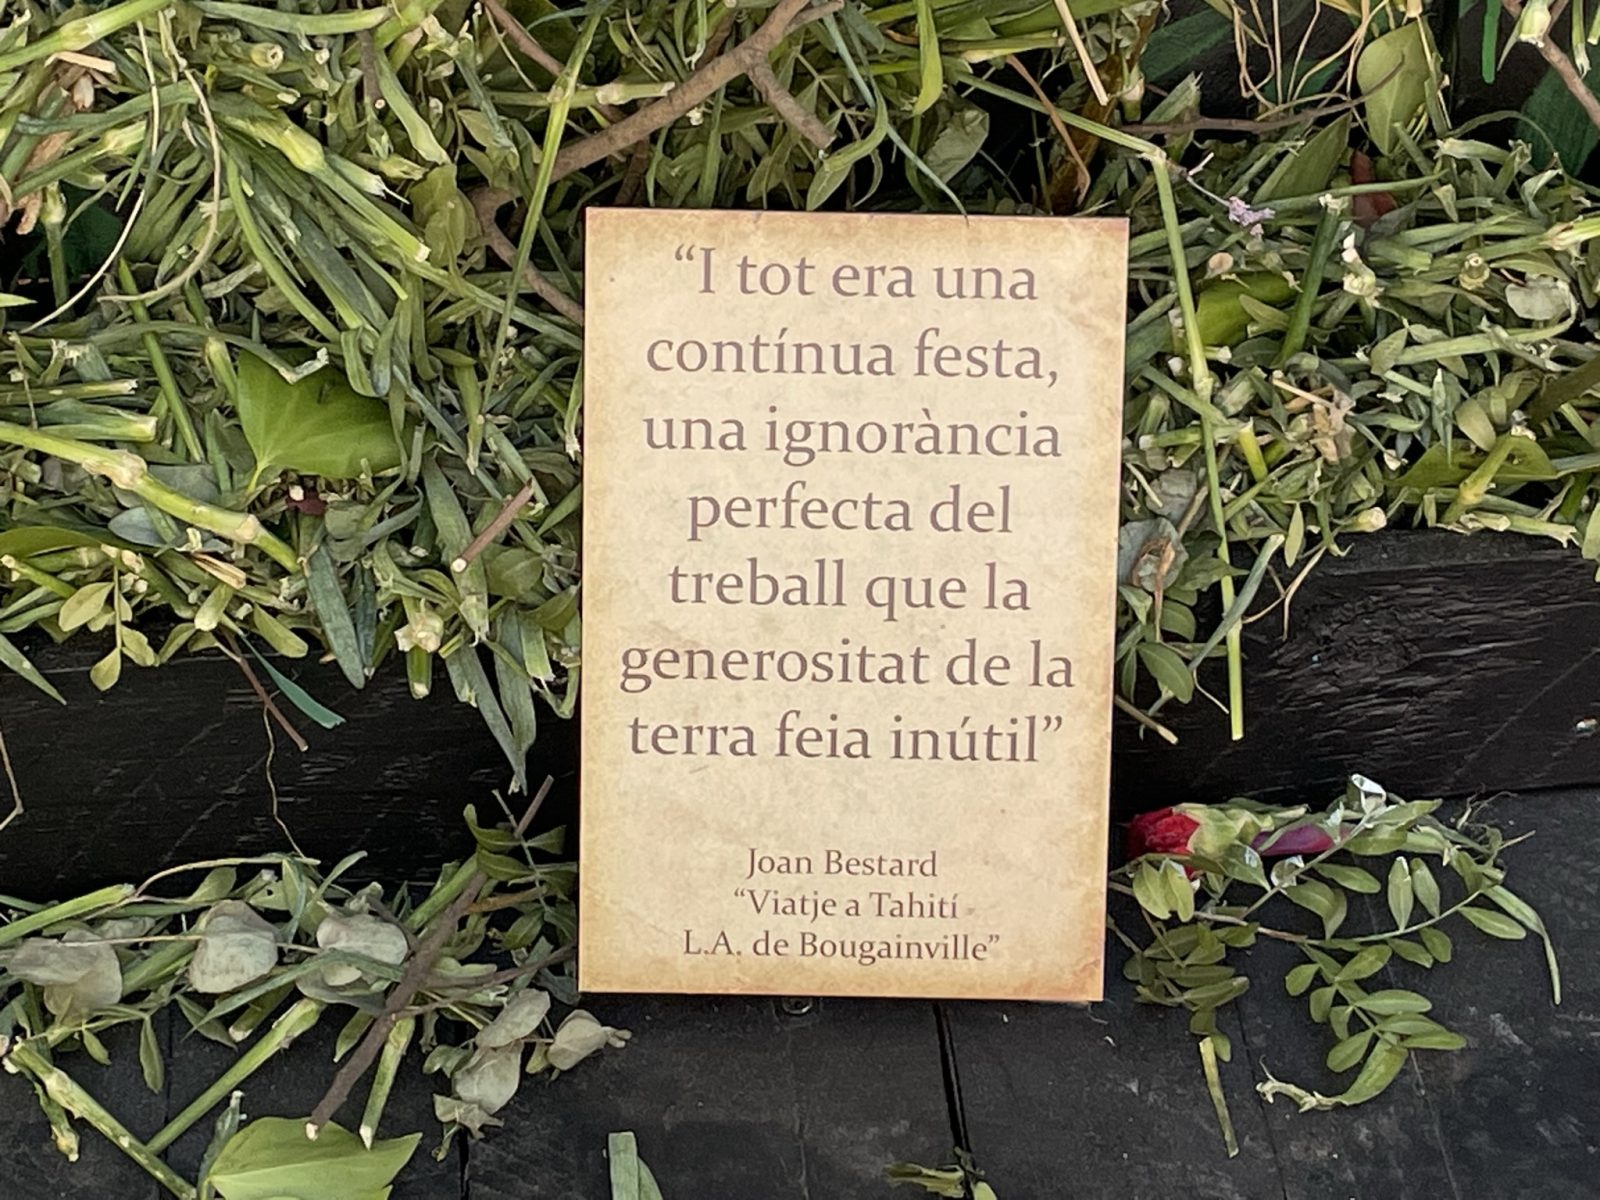 “I tot era una
contínua festa,
una ignorància
perfecta del
treball que la
generositat de la
terra feia inútil”
Joan Bestard
“Viatje a Tahití
L.A. de Bougainville”